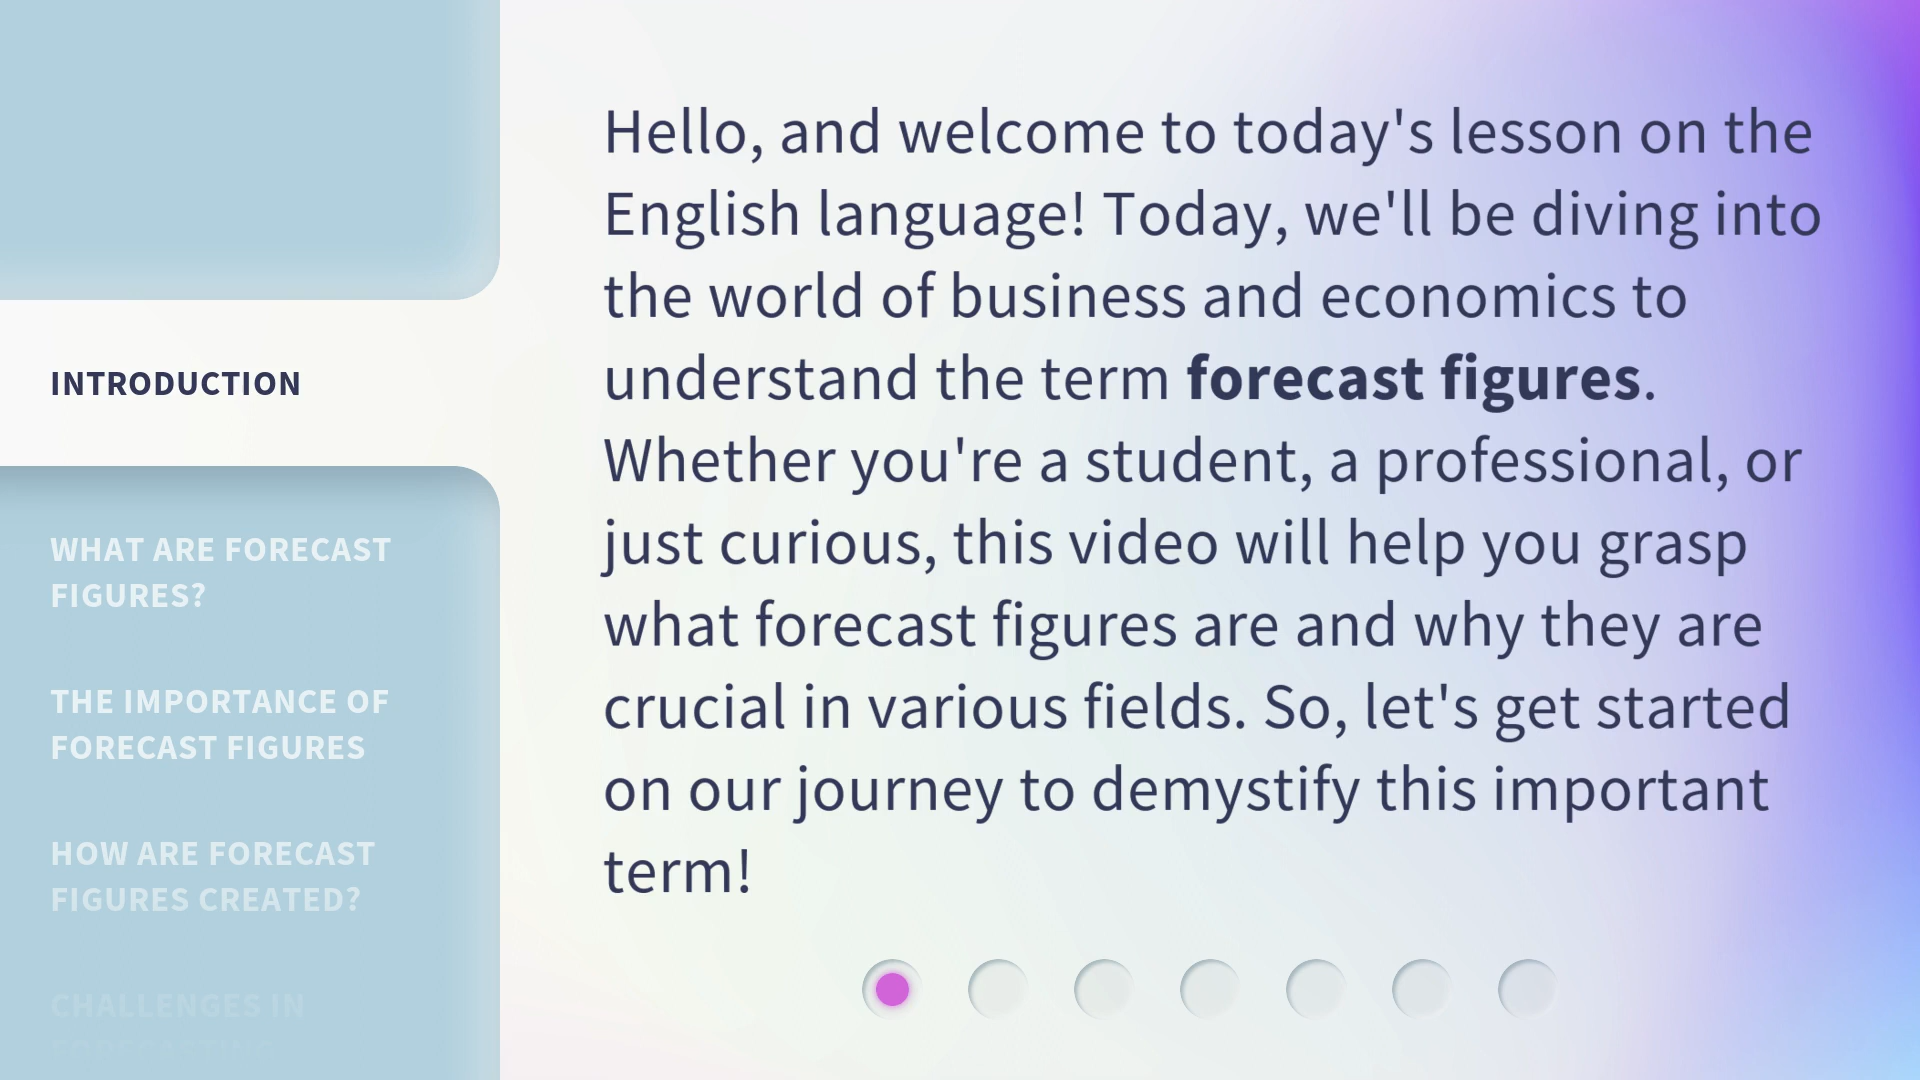 INTRODUCTION
WHAT ARE FORECAST
FIGURES?
THE IMPORTANCE OF
FORECAST FIGURES
HOW ARE FORECAST
FIGURES CREATED?
CHALLENGES IN
FORECASTING
Hello, and welcome to today's lesson on the
English language! Today, we'll be diving into
the world of business and economics to
understand the term forecast figures.
Whether you're a student, a professional, or
just curious, this video will help you grasp
what forecast figures are and why they are
crucial in various fields. So, let's get started
on our journey to demystify this important
term!